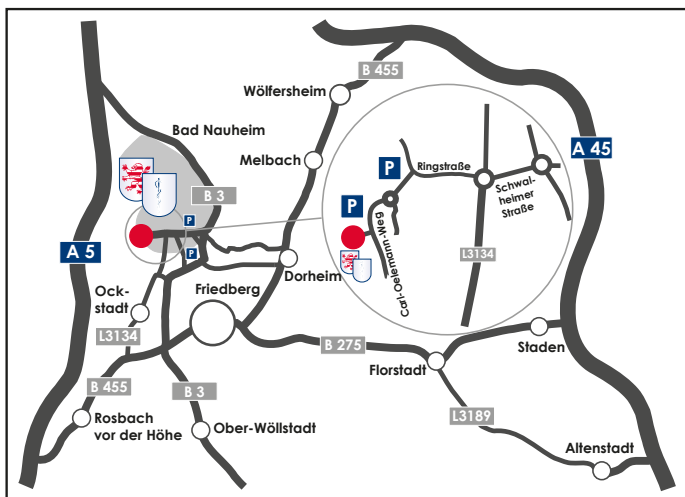 B 455
Wölfersheim
Bad Nauheim
A 45
Melbach
P
Ringstraße
Schwal-
heimer
Straße
B 3
P
P
Carl-Oelemann-Weg
A 5
P
L3134
Dorheim
Ock-
stadt
Friedberg
L3134
B 275
Staden
Florstadt
B 455
B 3
L3189
Rosbach
vor der Höhe
Ober-Wöllstadt
Altenstadt